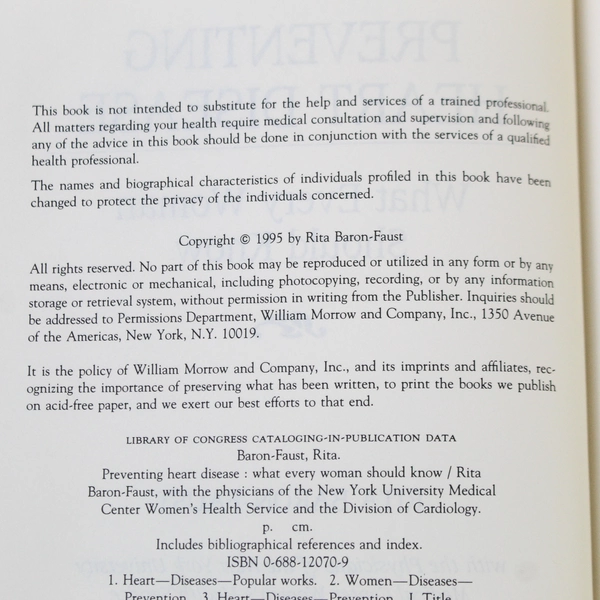 This book is not intended to substitute for the help and services of a trained professional.
All matters regarding your health require medical consultation and supervision and following
any of the advice in this book should be done in conjunction with the services of a qualified
health professional.
The names and biographical characteristics of individuals profiled in this book have been
changed to protect the privacy of the individuals concerned.
Copyright © 1995 by Rita Baron-Faust
All rights reserved. No part of this book may be reproduced or utilized in any form or by any
means, electronic or mechanical, including photocopying, recording, or by any information
storage or retrieval system, without permission in writing from the Publisher. Inquiries should
be addressed to Permissions Department, William Morrow and Company, Inc., 1350 Avenue
of the Americas, New York, N.Y. 10019.
It is the policy of William Morrow and Company, Inc., and its imprints and affiliates, rec-
ognizing the importance of preserving what has been written, to print the books we publish
on acid-free paper, and we exert our best efforts to that end.
LIBRARY OF CONGRESS CATALOGING-IN-PUBLICATION DATA
Baron-Faust, Rita.
Preventing heart disease : what every woman should know / Rita
Baron-Faust, with the physicians of the New York University Medical
Center Women's Health Service and the Division of Cardiology.
p. cm.
Includes bibliographical references and index.
ISBN 0-688-12070-9
1. Heart—Diseases—Popular works. 2. Women—Diseases—
Prevention. 3. Heart—Diseases—Prevention. I. Title.